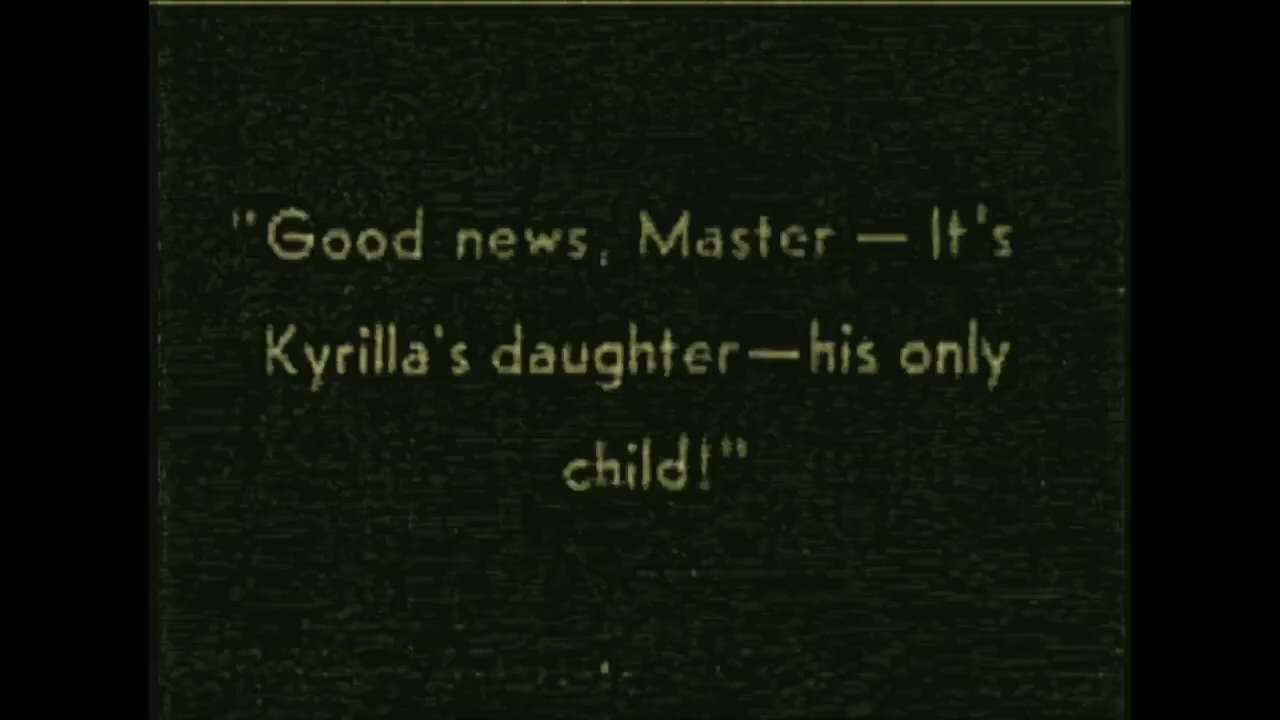 "Good news, Master — It's
Kyrilla's daughter—his only
child!"